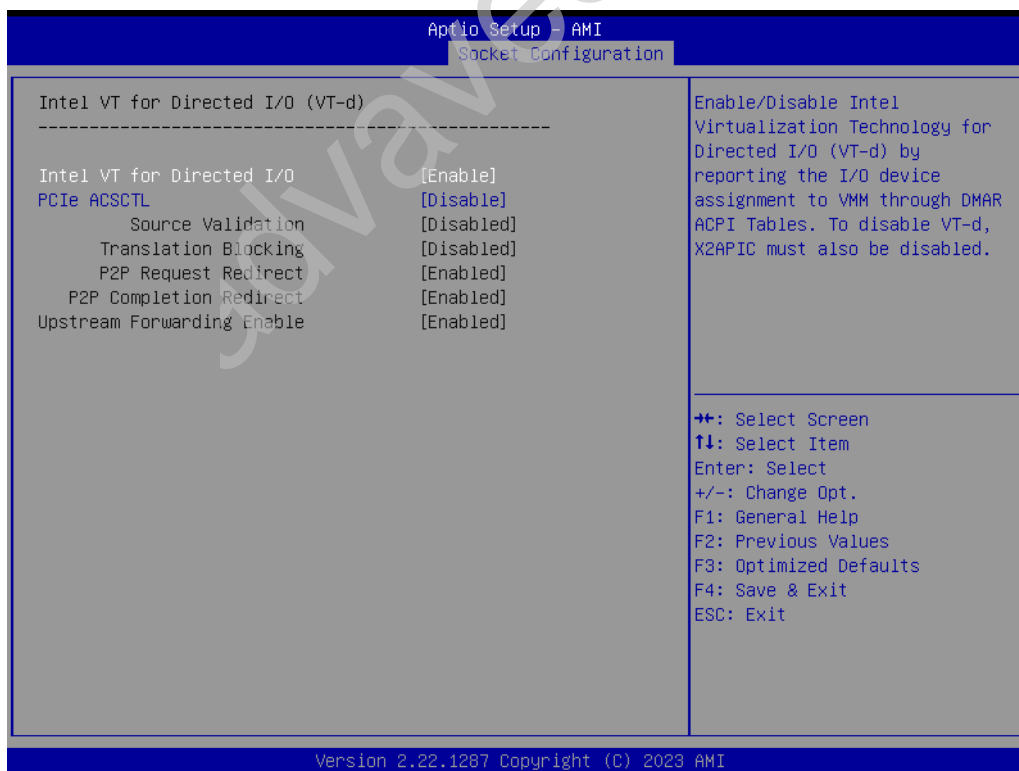 Aptio Setup - AMI
Socket Configuration
Intel VT for Directed I/O (VT-d)
--------------------------------------------------
Intel VT for Directed I/O [Enable]
PCIe ACSCTL [Disable]
Source Validation [Disabled]
Translation Blocking [Disabled]
P2P Request Redirect [Enabled]
P2P Completion Redirect [Enabled]
Upstream Forwarding Enable [Enabled]
Enable/Disable Intel
Virtualization Technology for
Directed I/O (VT-d) by
reporting the I/O device
assignment to VMM through DMAR
ACPI Tables. To disable VT-d,
X2APIC must also be disabled.
→←: Select Screen
↑↓: Select Item
Enter: Select
+/-: Change Opt.
F1: General Help
F2: Previous Values
F3: Optimized Defaults
F4: Save & Exit
ESC: Exit
Version 2.22.1287 Copyright (C) 2023 AMI